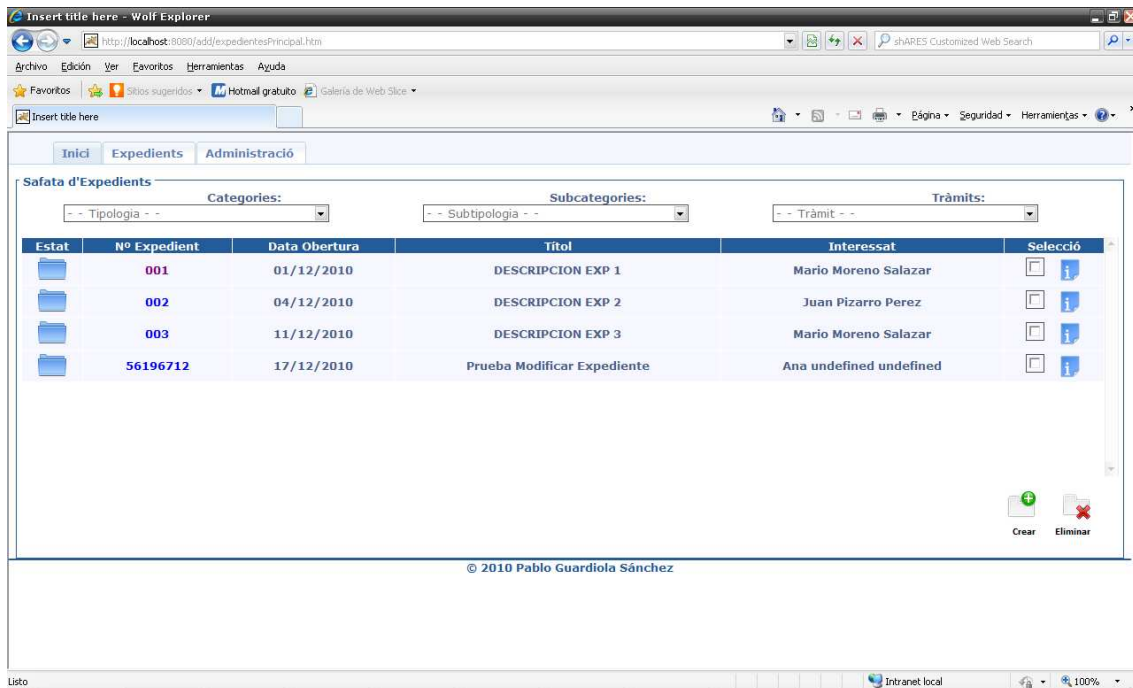 Insert title here - Wolf Explorer
http://localhost:8080/add/expedientesPrincipal.htm shARES Customized Web Search
Archivo Edición Ver Favoritos Herramientas Ayuda
Favoritos Sitios sugeridos Hotmail gratuito Galería de Web Slice
Insert title here Página Seguridad Herramientas
Inici Expedients Administració
Safata d'Expedients
Categories: Subcategories: Tràmits:
- - Tipologia - - - - Subtipologia - - - - Tràmit - -
Estat Nº Expedient Data Obertura Títol Interessat Selecció
001 01/12/2010 DESCRIPCION EXP 1 Mario Moreno Salazar
002 04/12/2010 DESCRIPCION EXP 2 Juan Pizarro Perez
003 11/12/2010 DESCRIPCION EXP 3 Mario Moreno Salazar
56196712 17/12/2010 Prueba Modificar Expediente Ana undefined undefined
Crear Eliminar
© 2010 Pablo Guardiola Sánchez
Listo Intranet local 100%